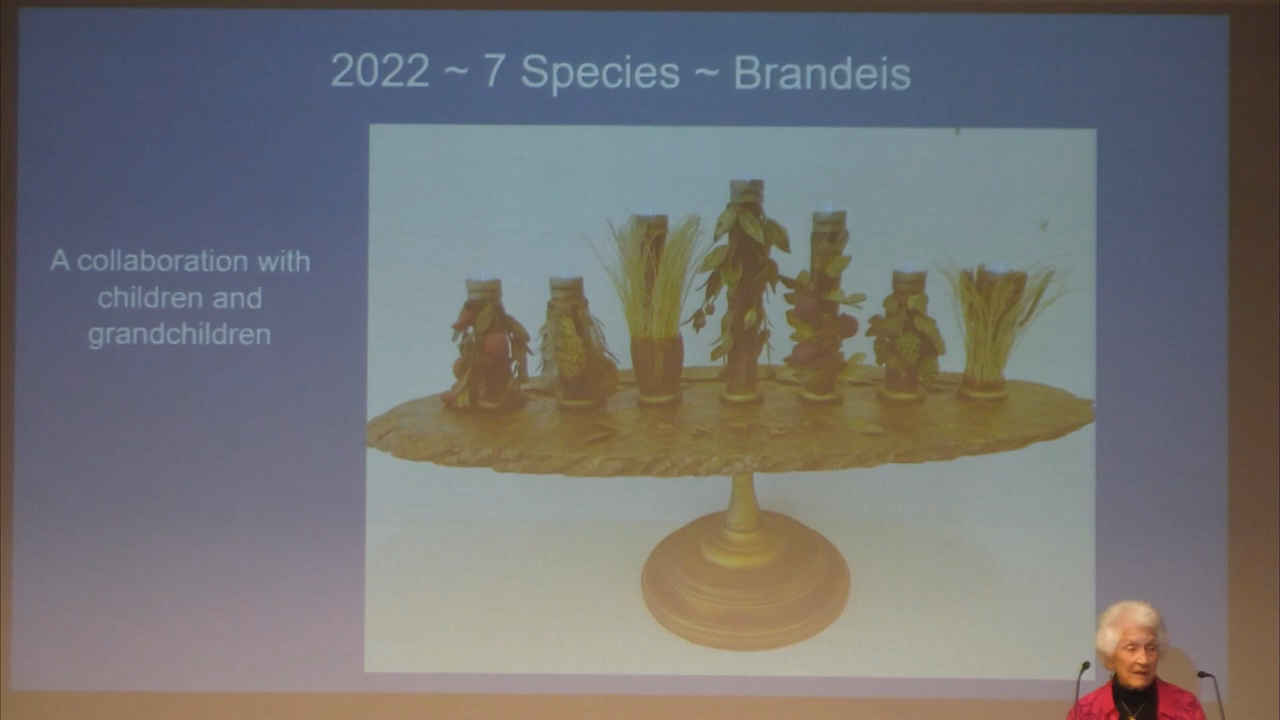 2022 ~ 7 Species ~ Brandeis
A collaboration with
children and
grandchildren